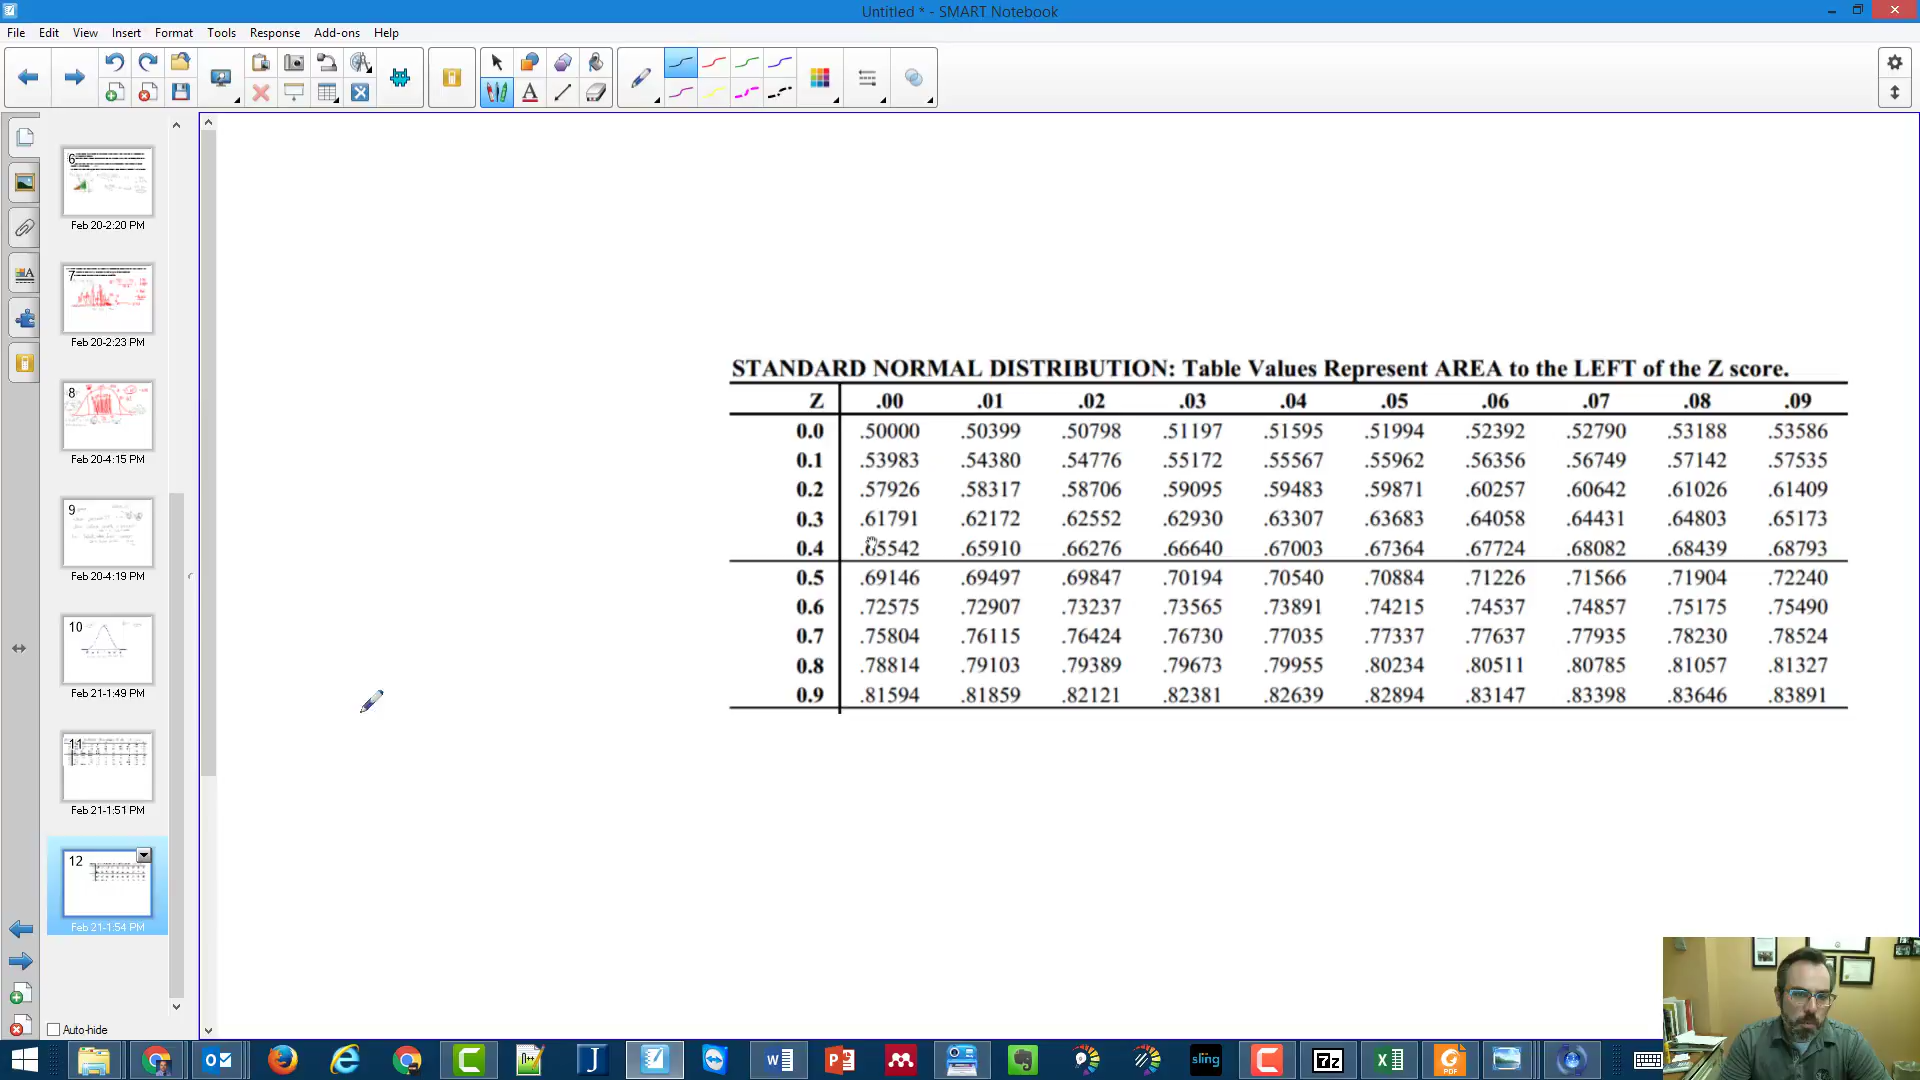 Untitled * - SMART Notebook
File Edit View Insert Format Tools Response Add-ons Help
6
Feb 20-2:20 PM
7
Feb 20-2:23 PM
8
Feb 20-4:15 PM
9
Feb 20-4:19 PM
10
Feb 21-1:49 PM
11
Feb 21-1:51 PM
12
Feb 21-1:54 PM
Auto-hide
STANDARD NORMAL DISTRIBUTION: Table Values Represent AREA to the LEFT of the Z score.
Z .00 .01 .02 .03 .04 .05 .06 .07 .08 .09
0.0 .50000 .50399 .50798 .51197 .51595 .51994 .52392 .52790 .53188 .53586
0.1 .53983 .54380 .54776 .55172 .55567 .55962 .56356 .56749 .57142 .57535
0.2 .57926 .58317 .58706 .59095 .59483 .59871 .60257 .60642 .61026 .61409
0.3 .61791 .62172 .62552 .62930 .63307 .63683 .64058 .64431 .64803 .65173
0.4 .65542 .65910 .66276 .66640 .67003 .67364 .67724 .68082 .68439 .68793
0.5 .69146 .69497 .69847 .70194 .70540 .70884 .71226 .71566 .71904 .72240
0.6 .72575 .72907 .73237 .73565 .73891 .74215 .74537 .74857 .75175 .75490
0.7 .75804 .76115 .76424 .76730 .77035 .77337 .77637 .77935 .78230 .78524
0.8 .78814 .79103 .79389 .79673 .79955 .80234 .80511 .80785 .81057 .81327
0.9 .81594 .81859 .82121 .82381 .82639 .82894 .83147 .83398 .83646 .83891
sling
7z
PDF